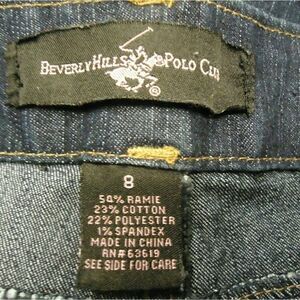 BEVERLY HILLS POLO CLUB
®
8
54% RAMIE
23% COTTON
22% POLYESTER
1% SPANDEX
MADE IN CHINA
RN#63619
SEE SIDE FOR CARE